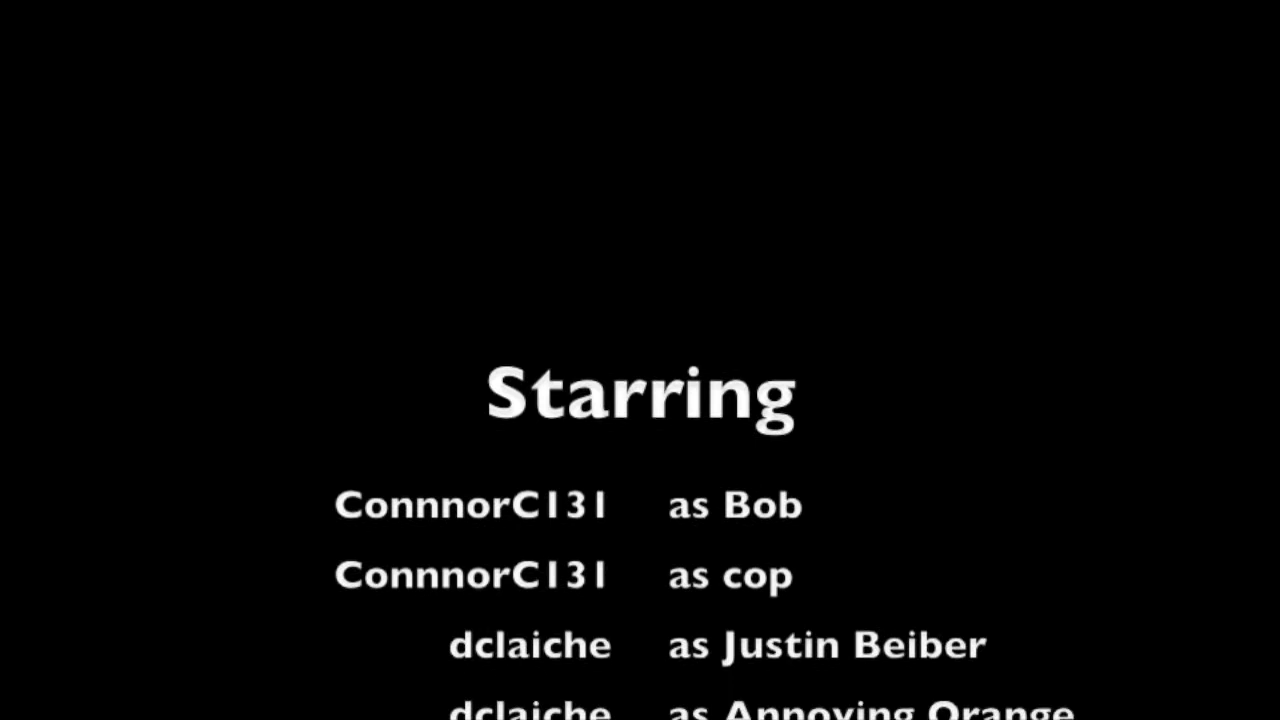 Starring
ConnnorC131 as Bob
ConnnorC131 as cop
dclaiche as Justin Beiber
dclaiche as Annoying Orange